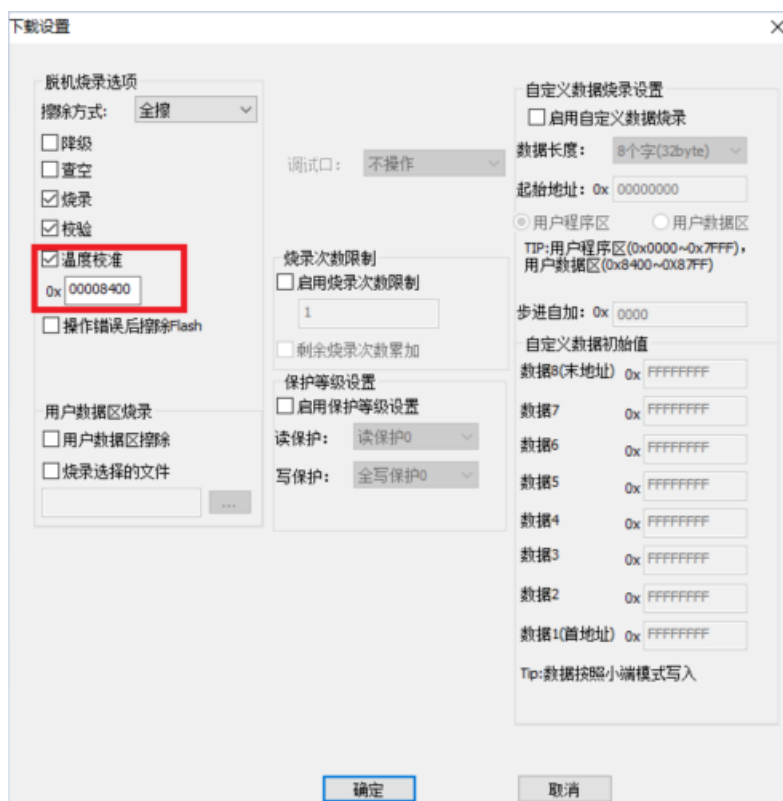 下载设置
脱机烧录选项
擦除方式: 全擦
降级
查空
烧录
校验
温度校准
0x 00008400
操作错误后擦除Flash
用户数据区烧录
用户数据区擦除
烧录选择的文件
...
调试口: 不操作
烧录次数限制
启用烧录次数限制
1
剩余烧录次数累加
保护等级设置
启用保护等级设置
读保护: 读保护0
写保护: 全写保护0
自定义数据烧录设置
启用自定义数据烧录
数据长度: 8个字(32byte)
起始地址: 0x 00000000
用户程序区 用户数据区
TIP:用户程序区(0x0000~0x7FFF),
用户数据区(0x8400~0X87FF)
步进自加: 0x 0000
自定义数据初始值
数据8(末地址) 0x FFFFFFFF
数据7 0x FFFFFFFF
数据6 0x FFFFFFFF
数据5 0x FFFFFFFF
数据4 0x FFFFFFFF
数据3 0x FFFFFFFF
数据2 0x FFFFFFFF
数据1(首地址) 0x FFFFFFFF
Tip:数据按照小端模式写入
确定 取消